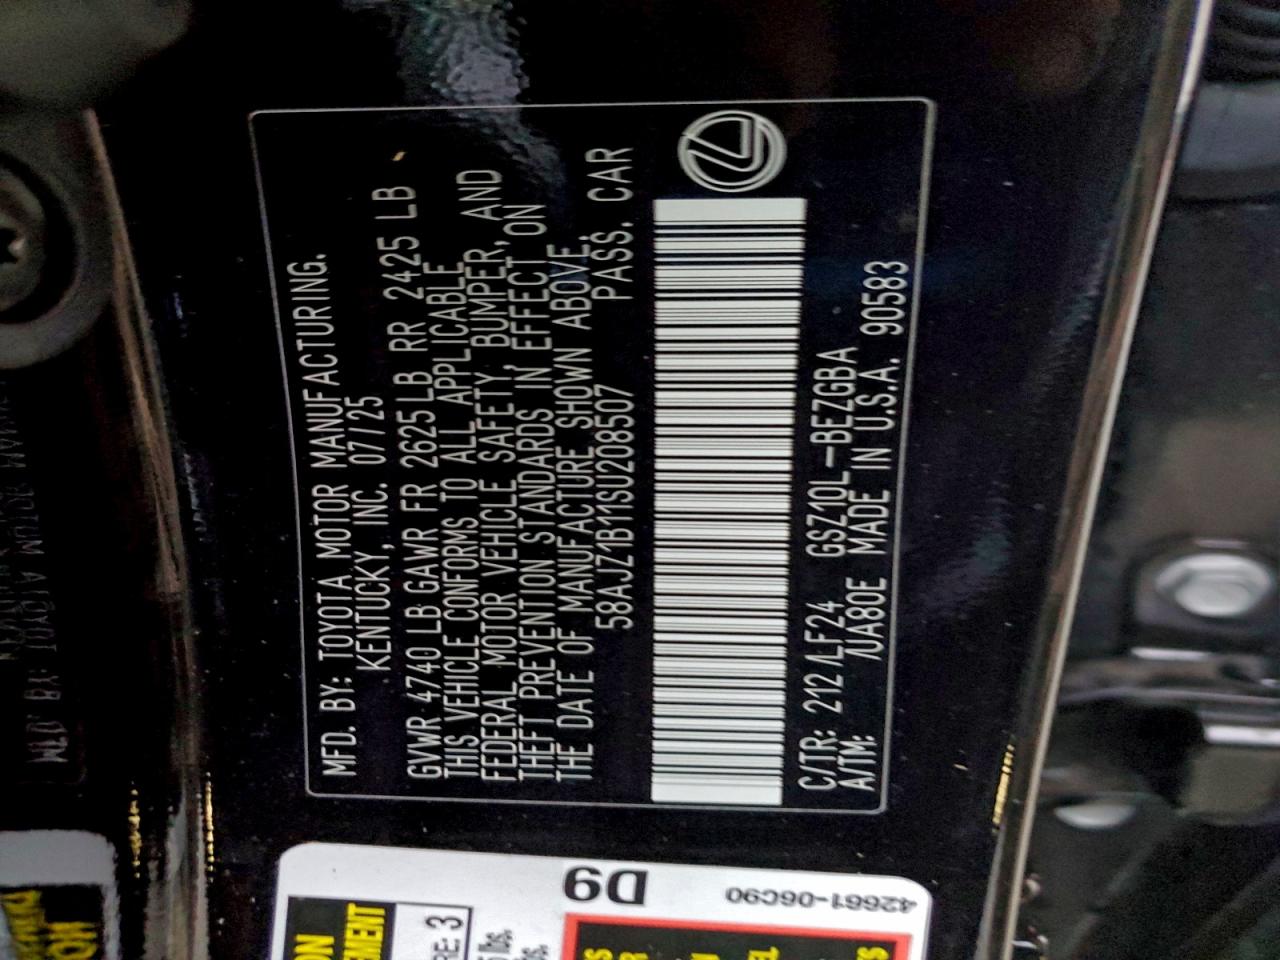 MFD. BY: TOYOTA MOTOR MANUFACTURING.
KENTUCKY, INC. 07/25
GVWR 4740 LB GAWR FR 2625LB RR 2425 LB
THIS VEHICLE CONFORMS TO ALL APPLICABLE
FEDERAL MOTOR VEHICLE SAFETY, BUMPER, AND
THEFT PREVENTION STANDARDS IN EFFECT ON
THE DATE OF MANUFACTURE SHOWN ABOVE.
58AJZ1B11SU208507 PASS. CAR
C/TR: 212/LF24 GSZ10L-BEZGBA
A/TM: /UA80E MADE IN U.S.A. 90583
D9
42661-06C90
3